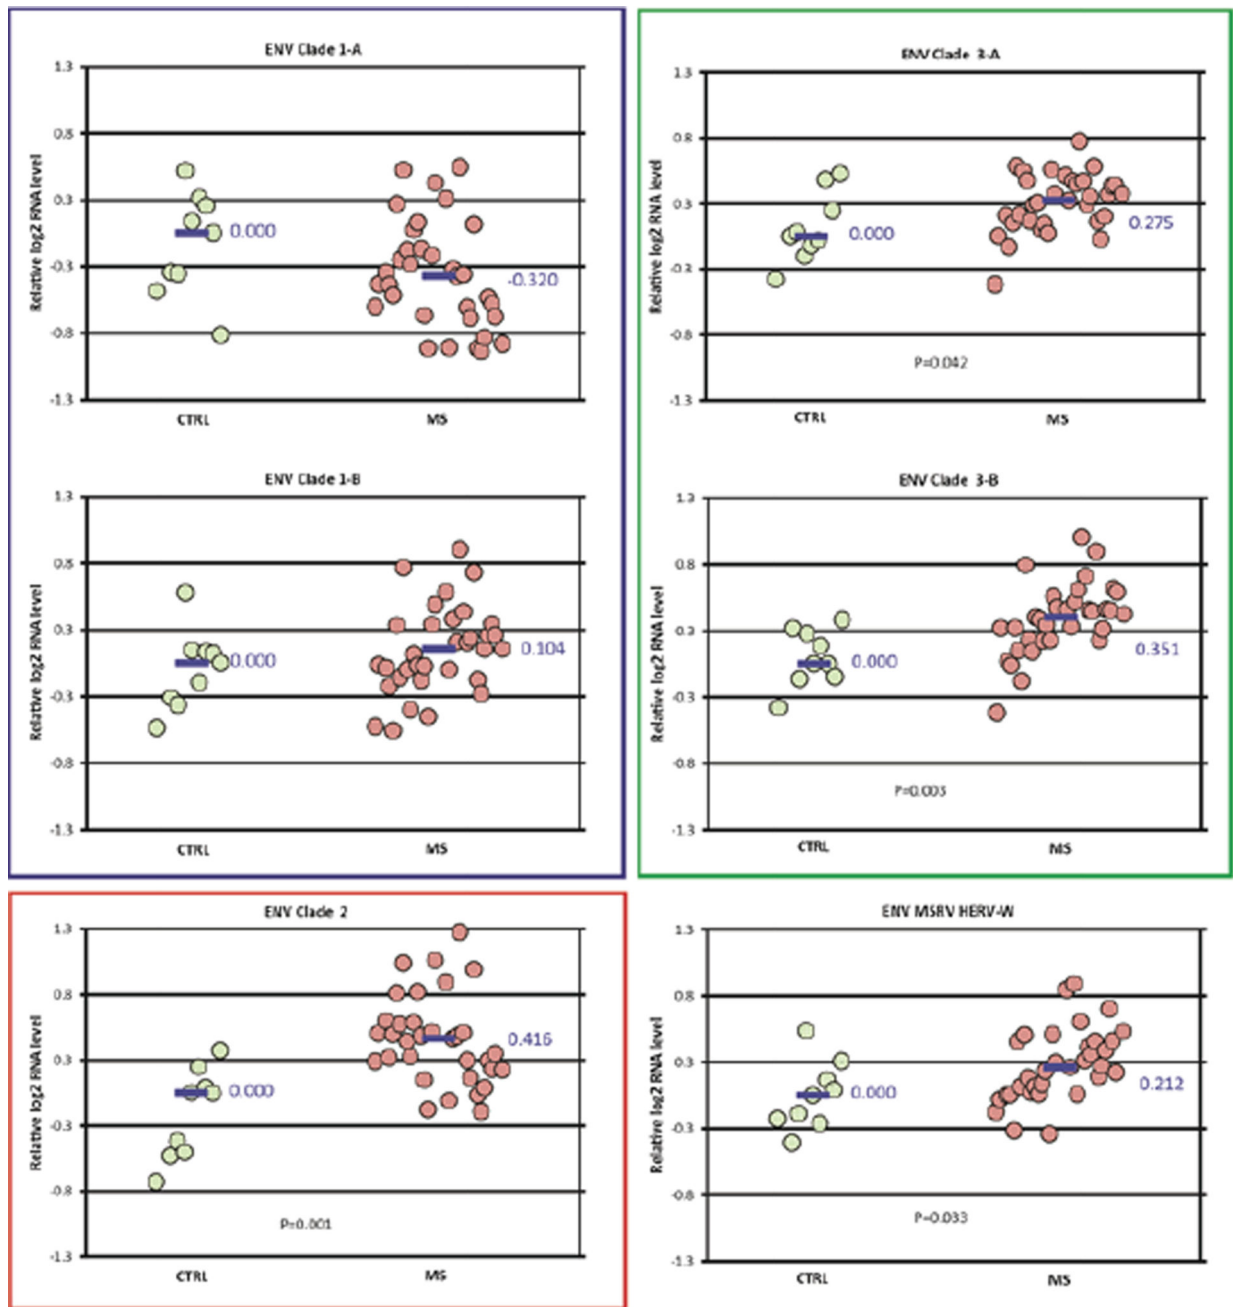 ENV Clade 1-A
1.3
0.8
0.3
-0.3
-0.8
-1.3
Relative log2 RNA level
0.000
-0.320
CTRL
MS
ENV Clade 3-A
1.3
0.8
0.3
-0.3
-0.8
-1.3
Relative log2 RNA level
0.000
0.275
P=0.042
CTRL
MS
ENV Clade 1-B
1.3
0.8
0.3
-0.3
-0.8
-1.3
Relative log2 RNA level
0.000
0.104
CTRL
MS
ENV Clade 3-B
1.3
0.8
0.3
-0.3
-0.8
-1.3
Relative log2 RNA level
0.000
0.351
P=0.003
CTRL
MS
ENV Clade 2
1.3
0.8
0.3
-0.3
-0.8
-1.3
Relative log2 RNA level
0.000
0.416
P=0.001
CTRL
MS
ENV MSRV HERV-W
1.3
0.8
0.3
-0.3
-0.8
-1.3
Relative log2 RNA level
0.000
0.212
P=0.033
CTRL
MS